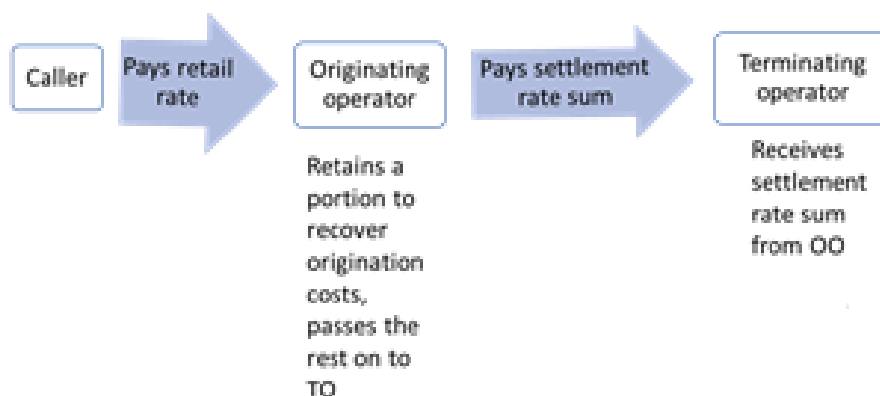 Caller
Pays retail
rate
Originating
operator
Pays settlement
rate sum
Terminating
operator
Retains a
portion to
recover
origination
costs,
passes the
rest on to
TO
Receives
settlement
rate sum
from OO